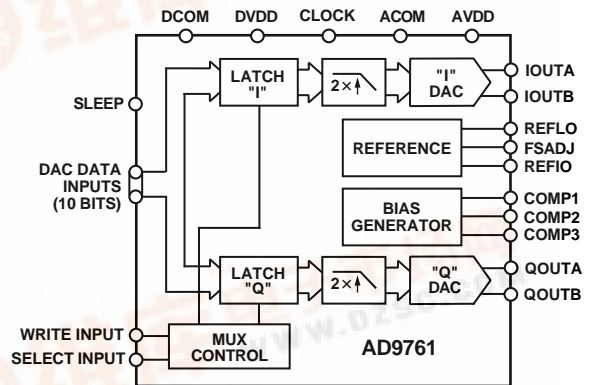 DCOM DVDD CLOCK ACOM AVDD
SLEEP
DAC DATA
INPUTS
(10 BITS)
WRITE INPUT
SELECT INPUT
LATCH
"I"
2×
"I"
DAC
IOUTA
IOUTB
REFERENCE
REFLO
FSADJ
REFIO
BIAS
GENERATOR
COMP1
COMP2
COMP3
LATCH
"Q"
2×
"Q"
DAC
QOUTA
QOUTB
MUX
CONTROL
AD9761